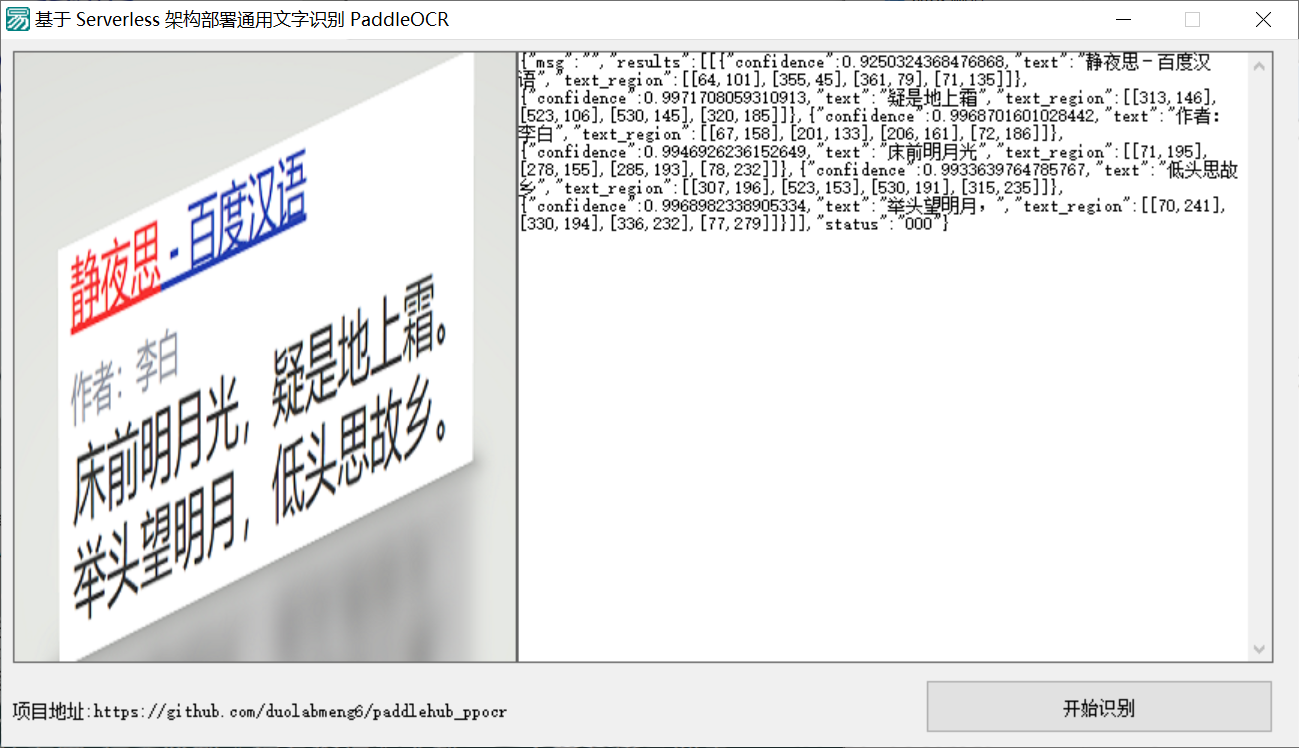 基于 Serverless 架构部署通用文字识别 PaddleOCR
静夜思 - 百度汉语
作者：李白
床前明月光，疑是地上霜。
举头望明月，低头思故乡。
{"msg":"","results":[[{"confidence":0.9250324368476868,"text":"静夜思-百度汉
语","text_region":[[64,101],[355,45],[361,79],[71,135]]},
{"confidence":0.9971708059310913,"text":"疑是地上霜","text_region":[[313,146],
[523,106],[530,145],[320,185]]},{"confidence":0.9968701601028442,"text":"作者：
李白","text_region":[[67,158],[201,133],[206,161],[72,186]]},
{"confidence":0.9946926236152649,"text":"床前明月光","text_region":[[71,195],
[278,155],[285,193],[78,232]]},{"confidence":0.9933639764785767,"text":"低头思故
乡","text_region":[[307,196],[523,153],[530,191],[315,235]]},
{"confidence":0.9968982338905334,"text":"举头望明月，","text_region":[[70,241],
[330,194],[336,232],[77,279]]}]],"status":"000"}
项目地址:https://github.com/duolabmeng6/paddlehub_ppocr
开始识别